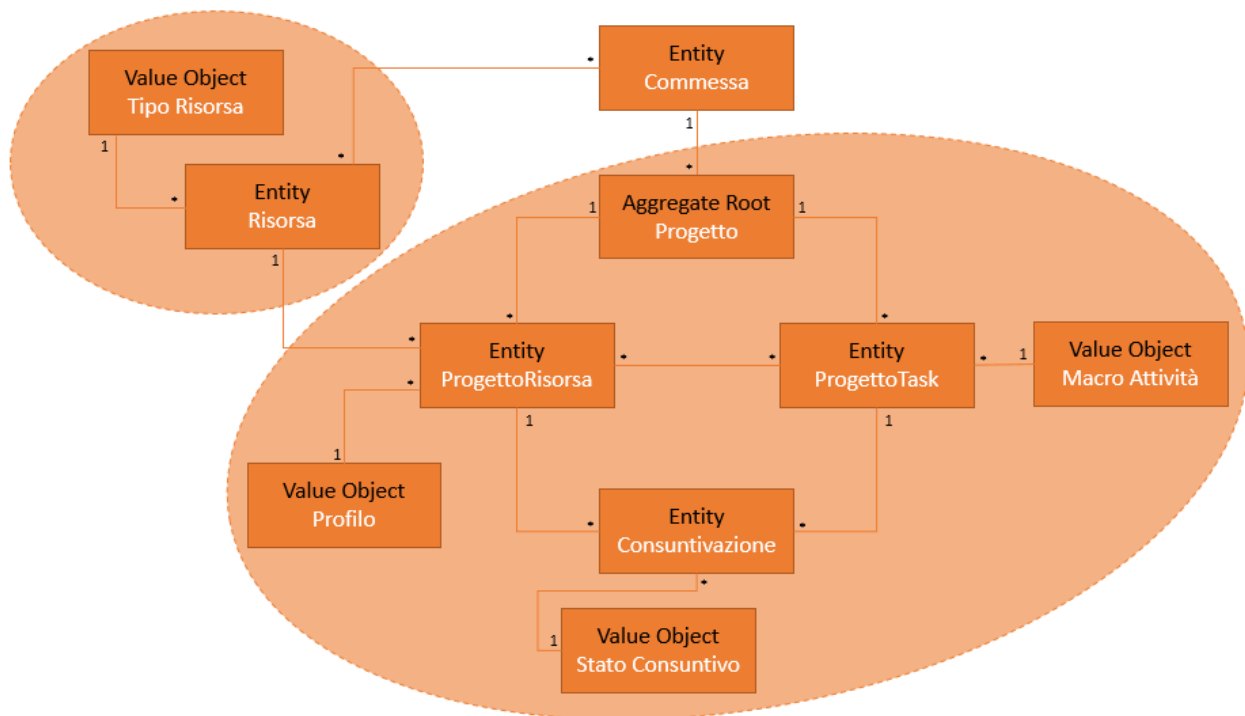 Entity
Commessa
Value Object
Tipo Risorsa
*
1
1
*
*
*
Entity
Risorsa
Aggregate Root
Progetto
1
1
1
*
*
*
Entity
ProgettoRisorsa
*
*
Entity
ProgettoTask
*
1
Value Object
Macro Attività
*
1
1
1
Value Object
Profilo
Entity
Consuntivazione
*
*
*
1
Value Object
Stato Consuntivo